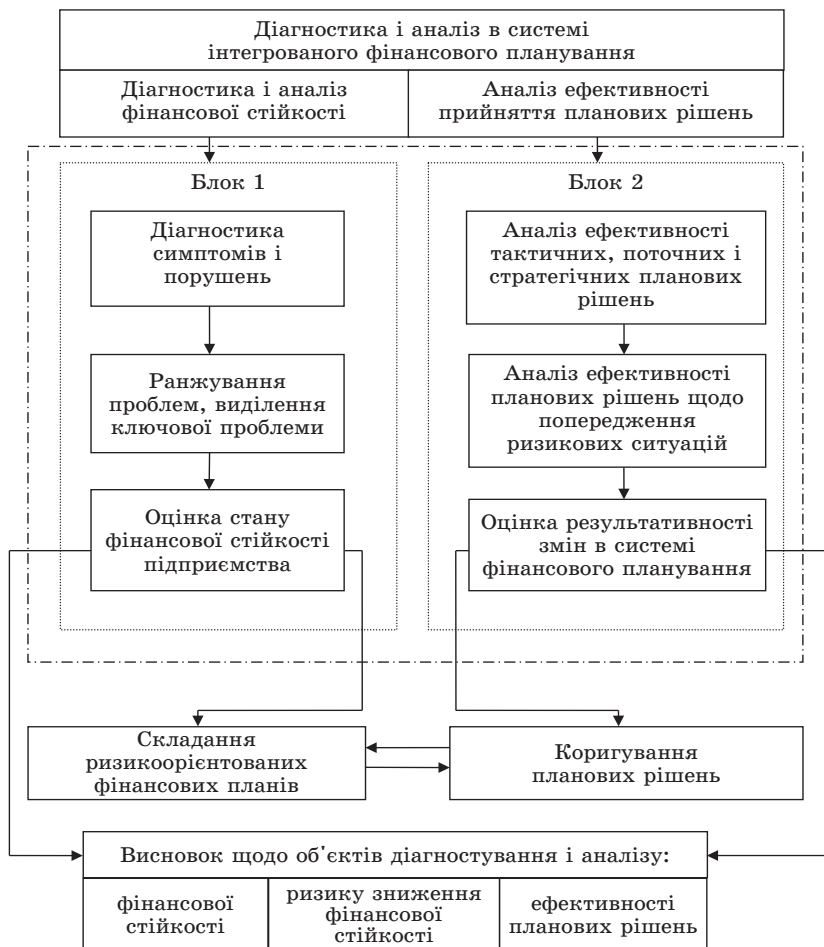 Діагностика і аналіз в системі
інтегрованого фінансового планування
Діагностика і аналіз
фінансової стійкості
Аналіз ефективності
прийняття планових рішень
Блок 1
Діагностика
симптомів і
порушень
Ранжування
проблем, виділення
ключової проблеми
Оцінка стану
фінансової стійкості
підприємства
Блок 2
Аналіз ефективності
тактичних, поточних і
стратегічних планових
рішень
Аналіз ефективності
планових рішень щодо
попередження
ризикових ситуацій
Оцінка результативності
змін в системі
фінансового планування
Складання
ризикоорієнтованих
фінансових планів
Коригування
планових рішень
Висновок щодо об'єктів діагностування і аналізу:
фінансової
стійкості
ризику зниження
фінансової
стійкості
ефективності
планових рішень